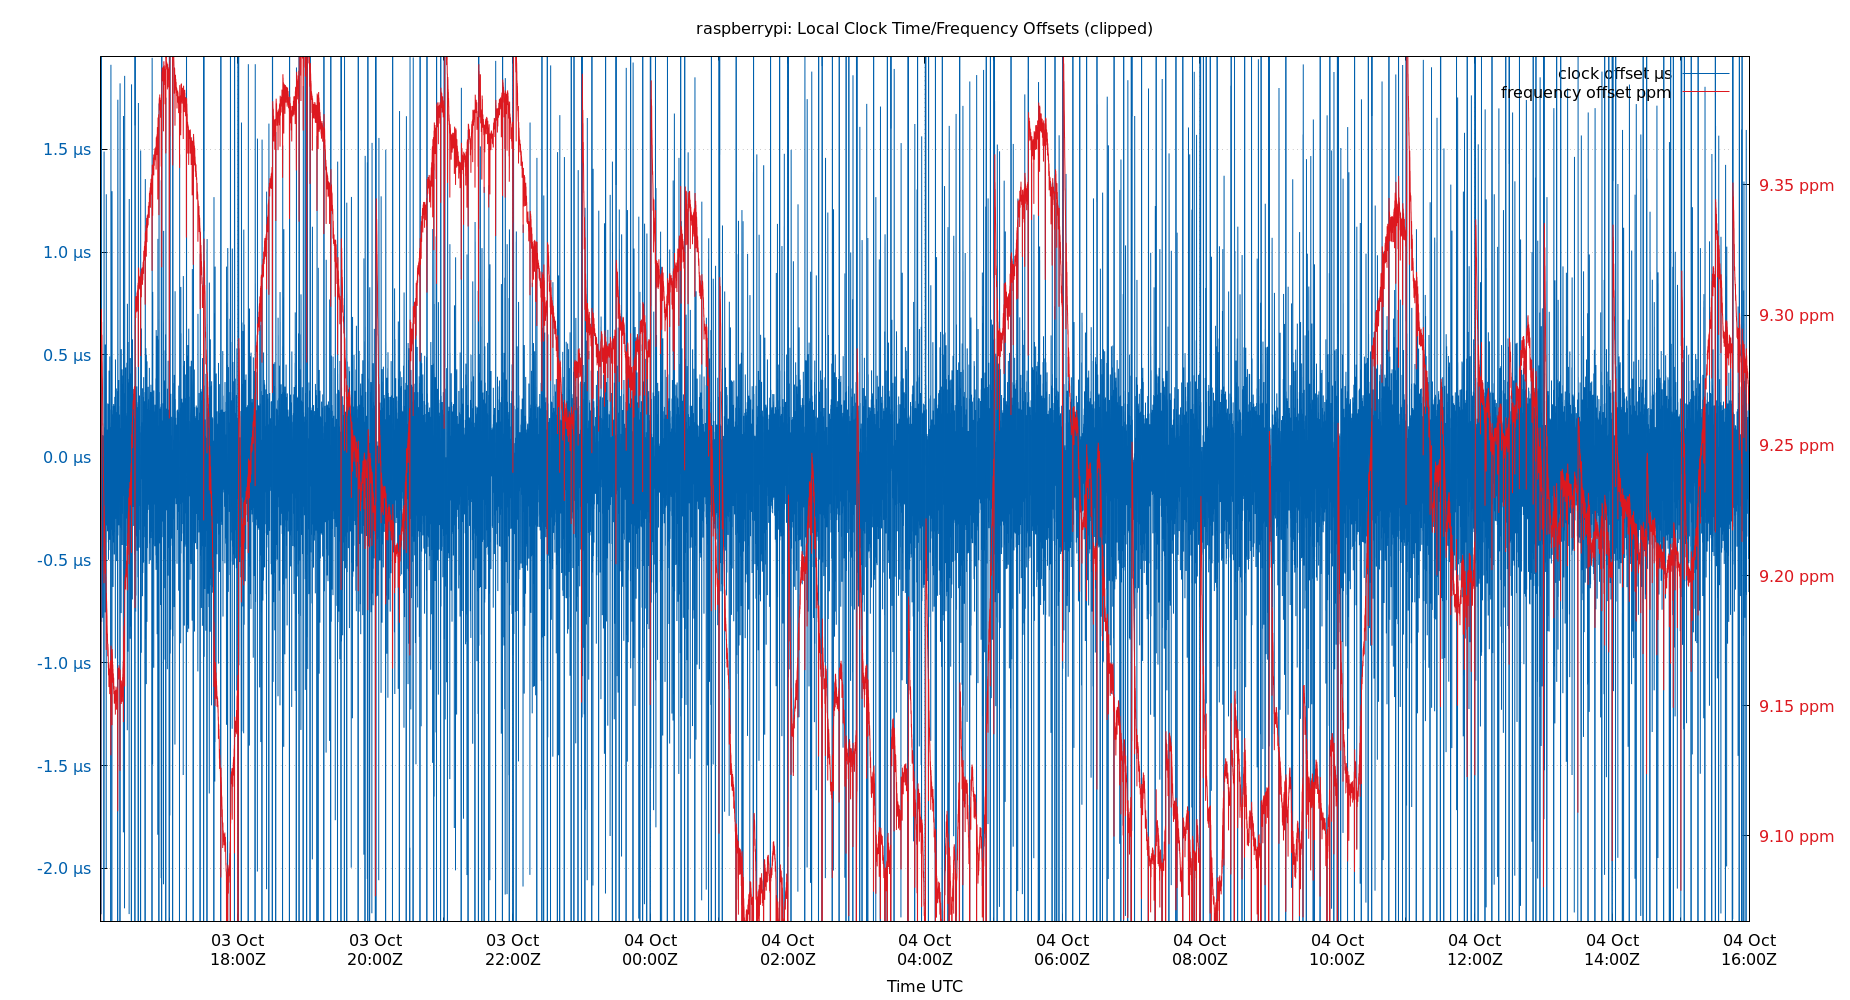 raspberrypi: Local Clock Time/Frequency Offsets (clipped)
clock offset µs
frequency offset ppm
1.5 µs
1.0 µs
0.5 µs
0.0 µs
-0.5 µs
-1.0 µs
-1.5 µs
-2.0 µs
9.35 ppm
9.30 ppm
9.25 ppm
9.20 ppm
9.15 ppm
9.10 ppm
03 Oct 03 Oct 03 Oct 04 Oct 04 Oct 04 Oct 04 Oct 04 Oct 04 Oct 04 Oct 04 Oct 04 Oct
18:00Z 20:00Z 22:00Z 00:00Z 02:00Z 04:00Z 06:00Z 08:00Z 10:00Z 12:00Z 14:00Z 16:00Z
Time UTC